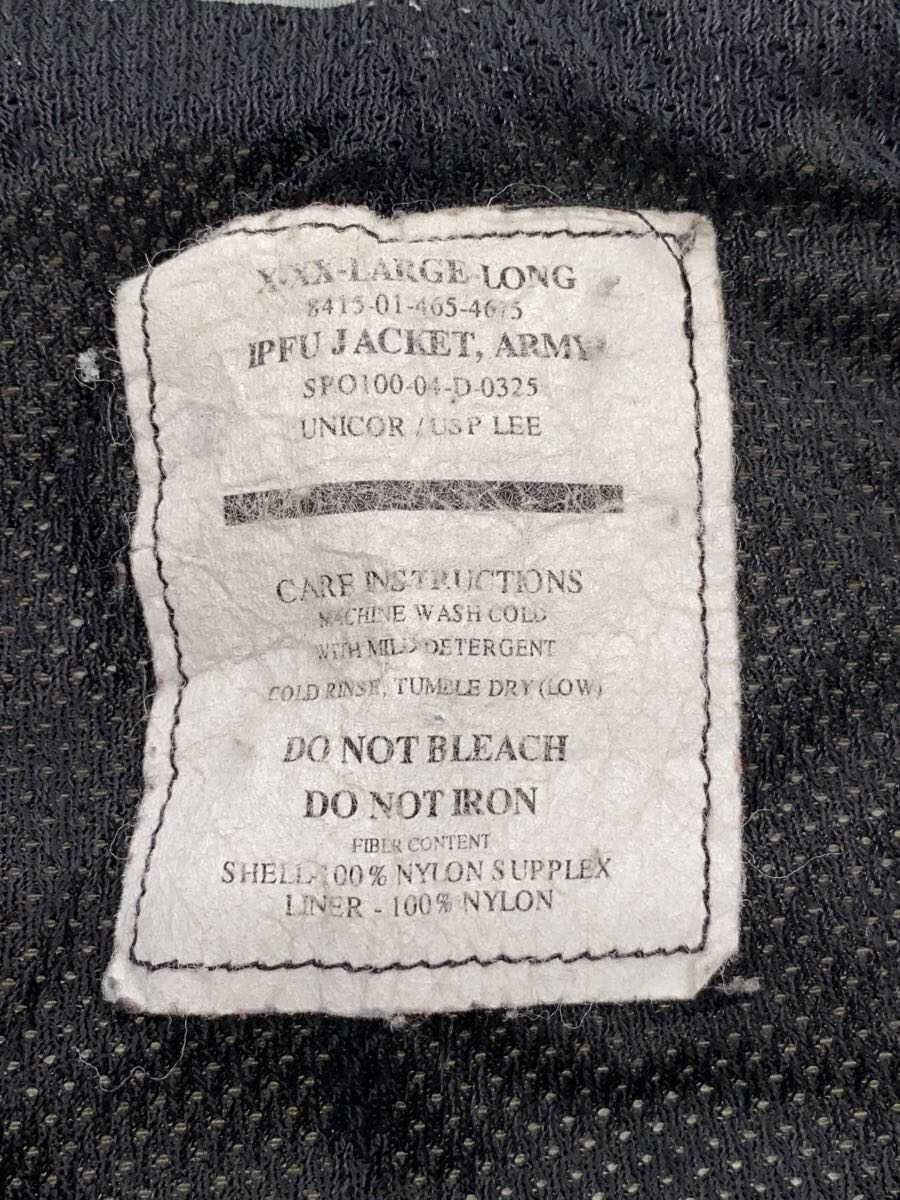 X-XX-LARGE-LONG
8415-01-465-4675
IPFU JACKET, ARMY
SPO100-04-D-0325
UNICOR / USP LEE
CARE INSTRUCTIONS
MACHINE WASH COLD
WITH MILD DETERGENT
COLD RINSE, TUMBLE DRY (LOW)
DO NOT BLEACH
DO NOT IRON
FIBER CONTENT
SHELL-100% NYLON SUPPLEX
LINER - 100% NYLON